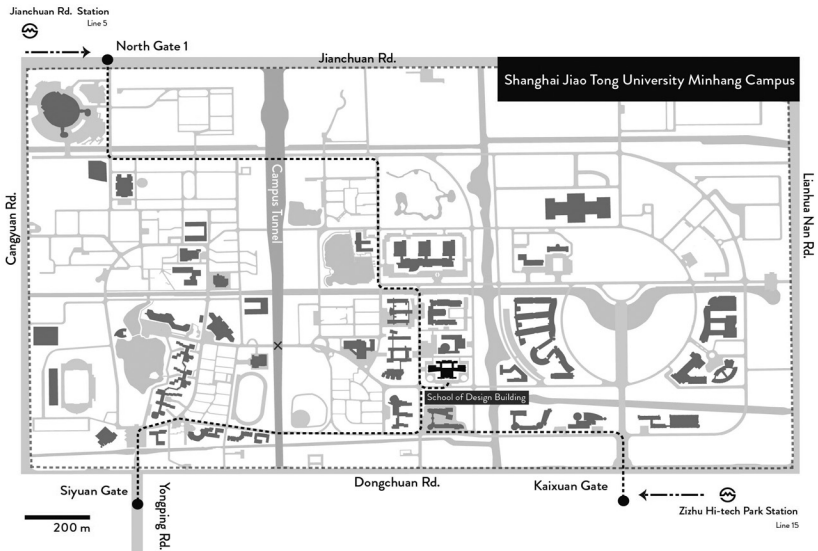 Jianchuan Rd. Station
Line 5
North Gate 1
Jianchuan Rd.
Shanghai Jiao Tong University Minhang Campus
Cangyuan Rd.
Campus Tunnel
Lianhua Nan Rd.
School of Design Building
Siyuan Gate
Yongping Rd.
Dongchuan Rd.
Kaixuan Gate
Zizhu Hi-tech Park Station
Line 15
200 m